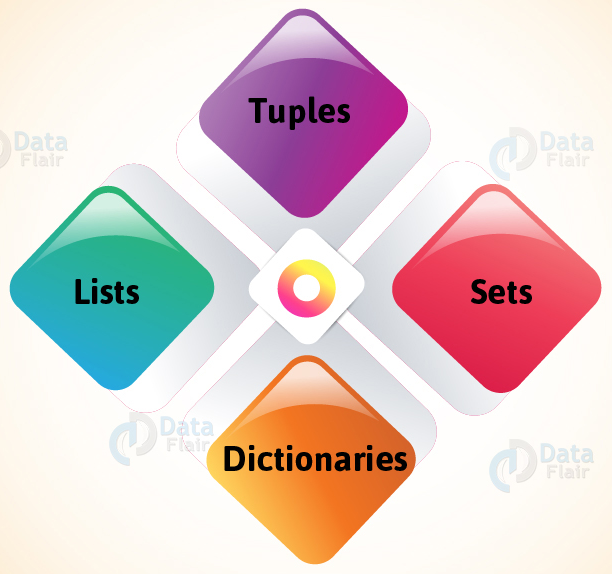 Tuples
Data
Flair
Data
Flair
Lists
Sets
Data
Flair
Dictionaries
Data
Flair